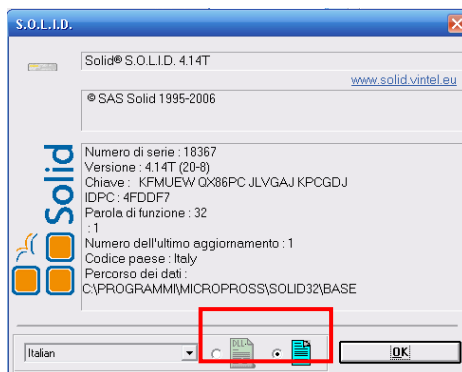 S.O.L.I.D.
Solid® S.O.L.I.D. 4.14T
www.solid.vintel.eu
© SAS Solid 1995-2006
Solid
Numero di serie : 18367
Versione : 4.14T (20-8)
Chiave : KFMUEW QX86PC JLVGAJ KPCGDJ
IDPC : 4FDDF7
Parola di funzione : 32
: 1
Numero dell'ultimo aggiornamento : 1
Codice paese : Italy
Percorso dei dati :
C:\PROGRAMMI\MICROPROSS\SOLID32\BASE
Italian
DLL
OK